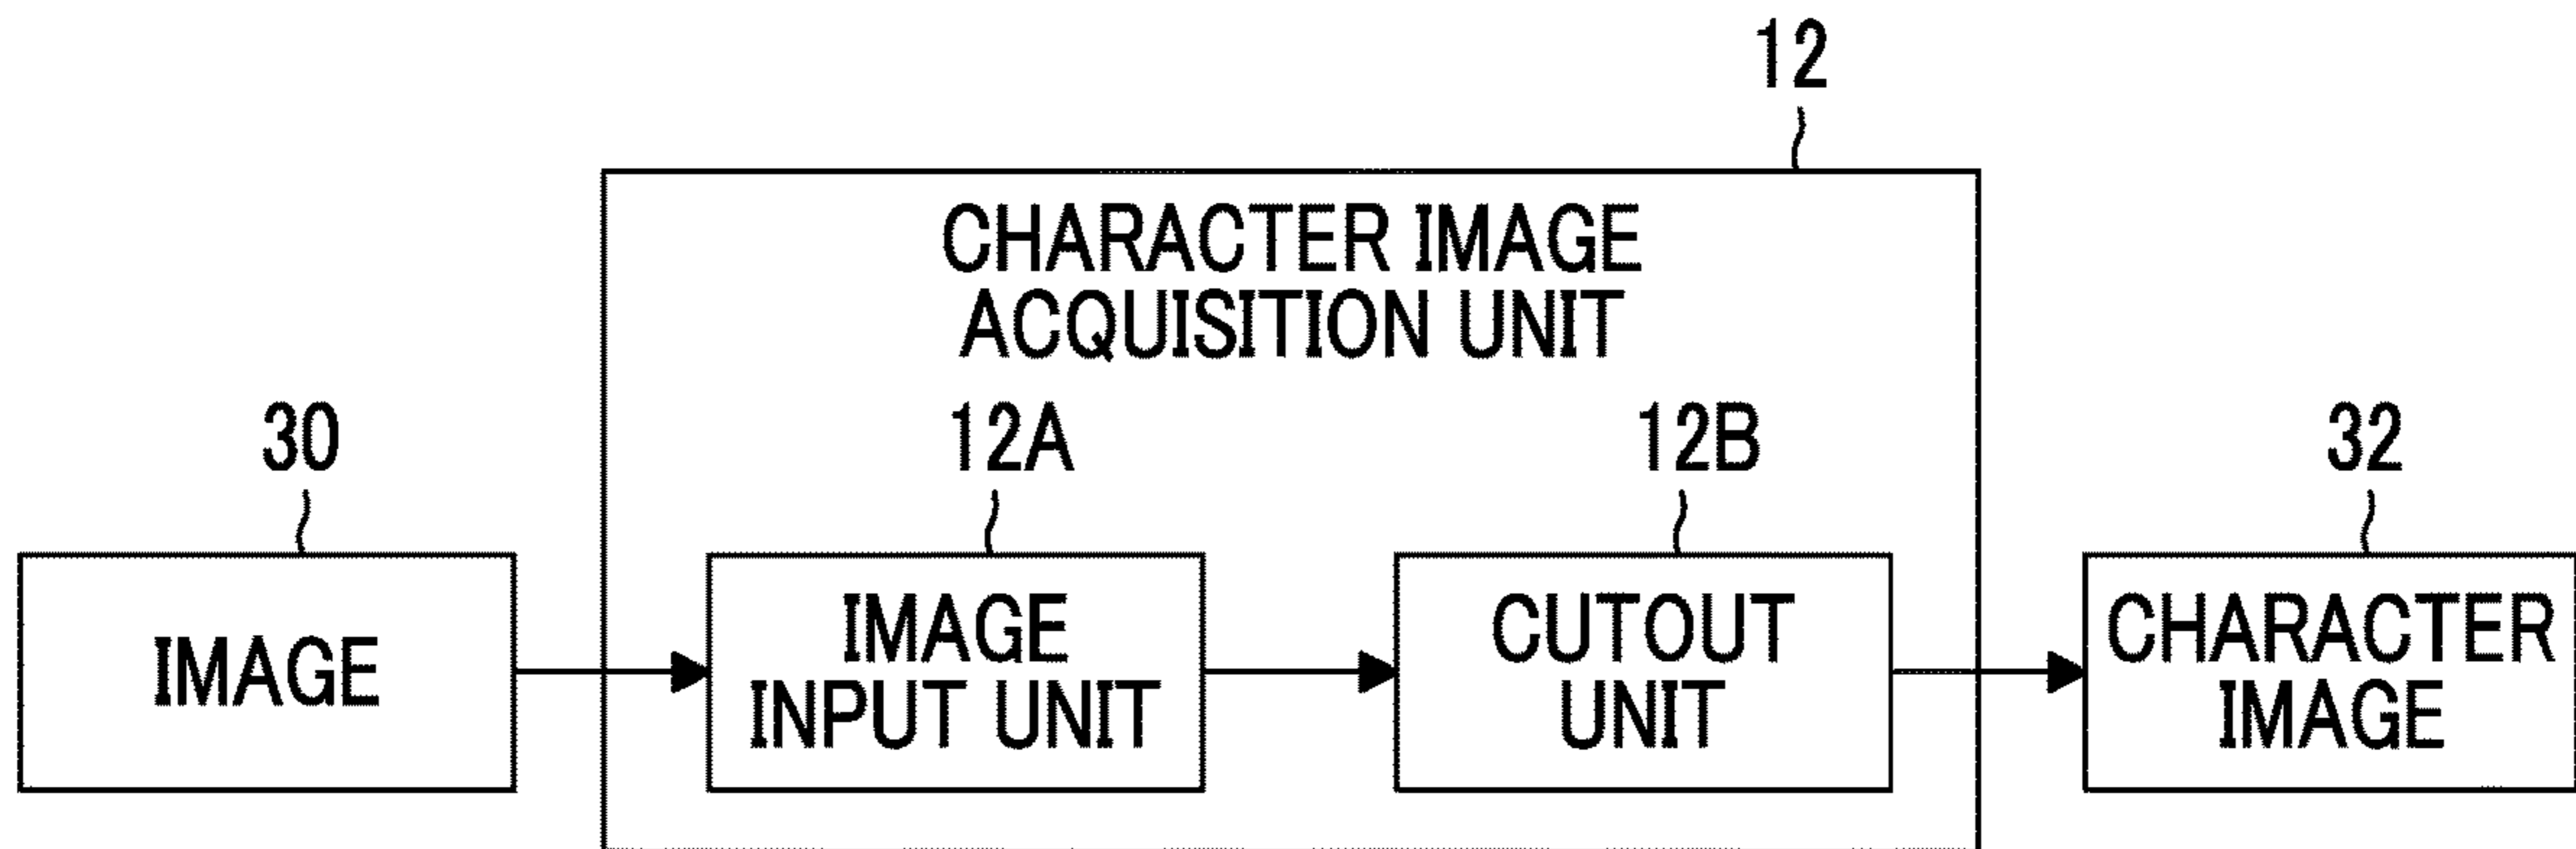 12
CHARACTER IMAGE
ACQUISITION UNIT
30
12A
12B
32
IMAGE
IMAGE
INPUT UNIT
CUTOUT
UNIT
CHARACTER
IMAGE